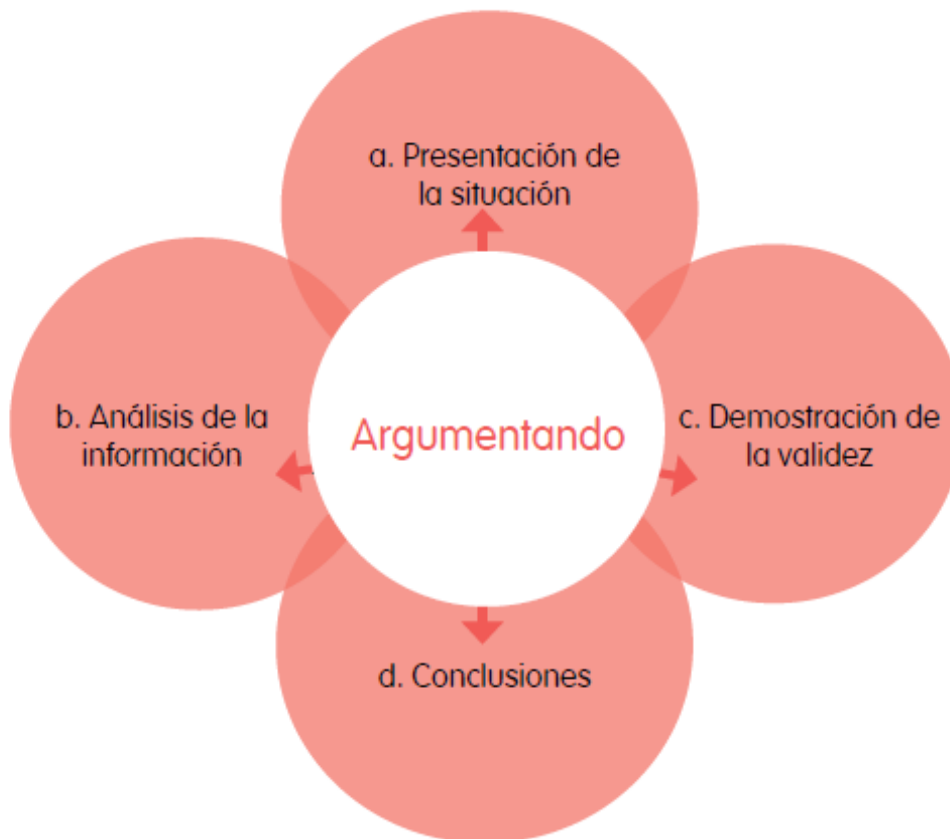 a. Presentación de
la situación
b. Análisis de la
información
Argumentando
c. Demostración de
la validez
d. Conclusiones